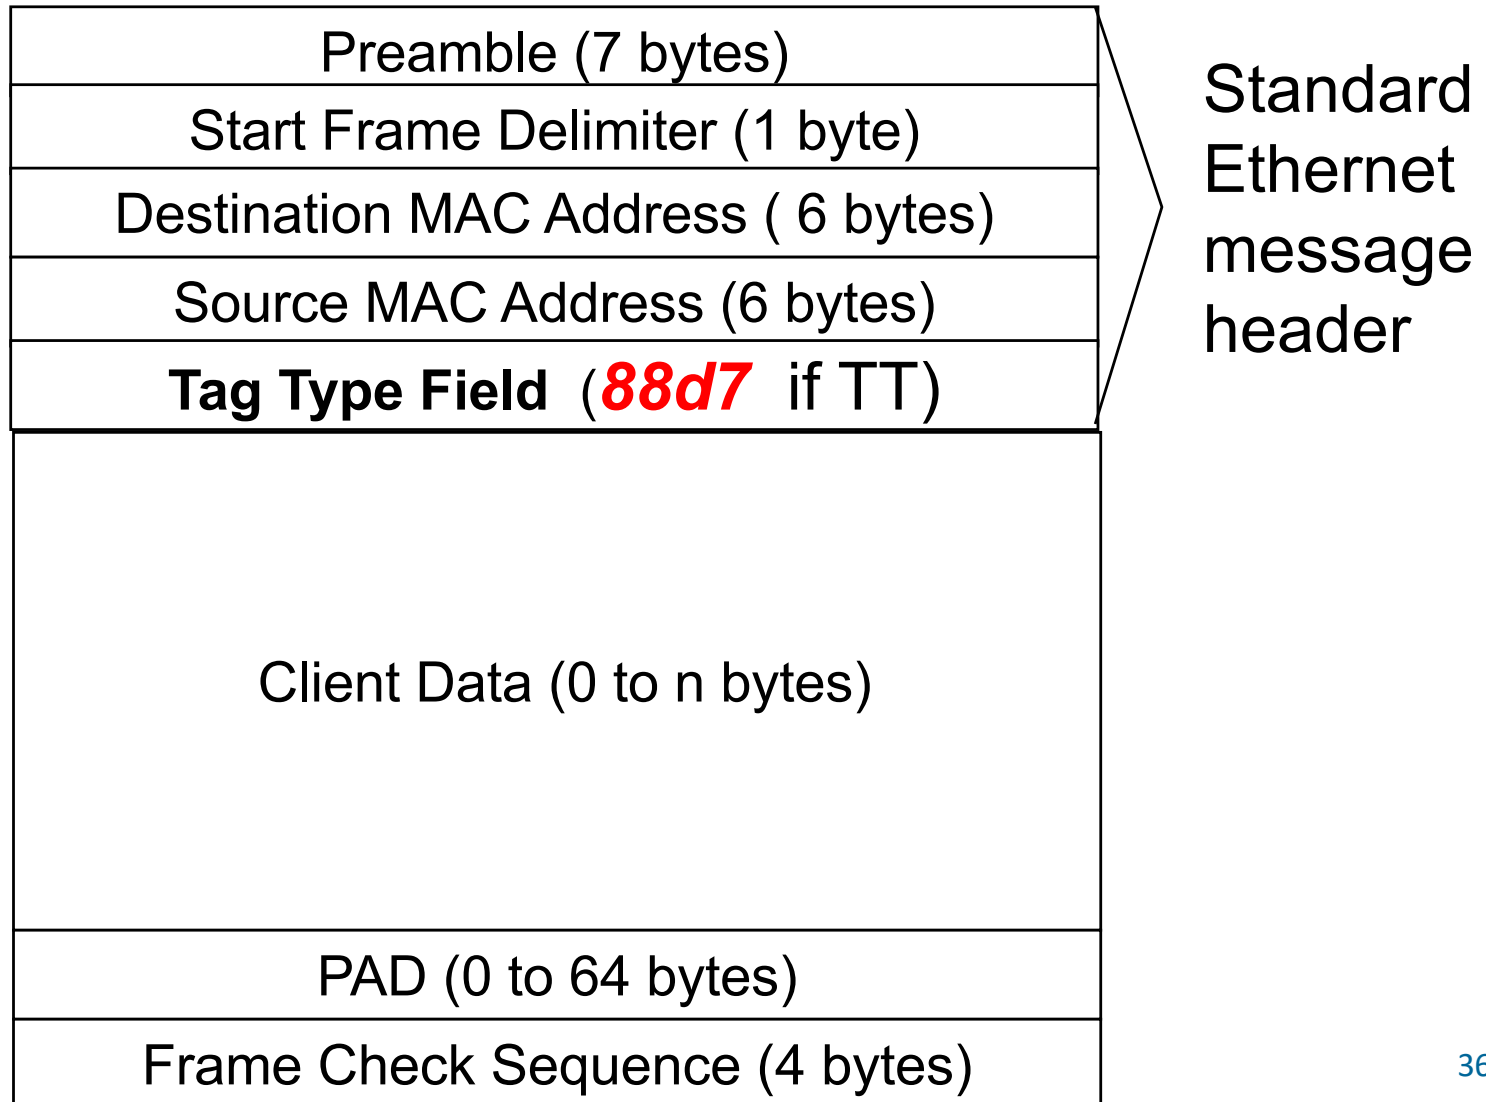 Preamble (7 bytes)
Start Frame Delimiter (1 byte)
Destination MAC Address ( 6 bytes)
Source MAC Address (6 bytes)
Tag Type Field (88d7 if TT)
Standard
Ethernet
message
header
Client Data (0 to n bytes)
PAD (0 to 64 bytes)
Frame Check Sequence (4 bytes)
36